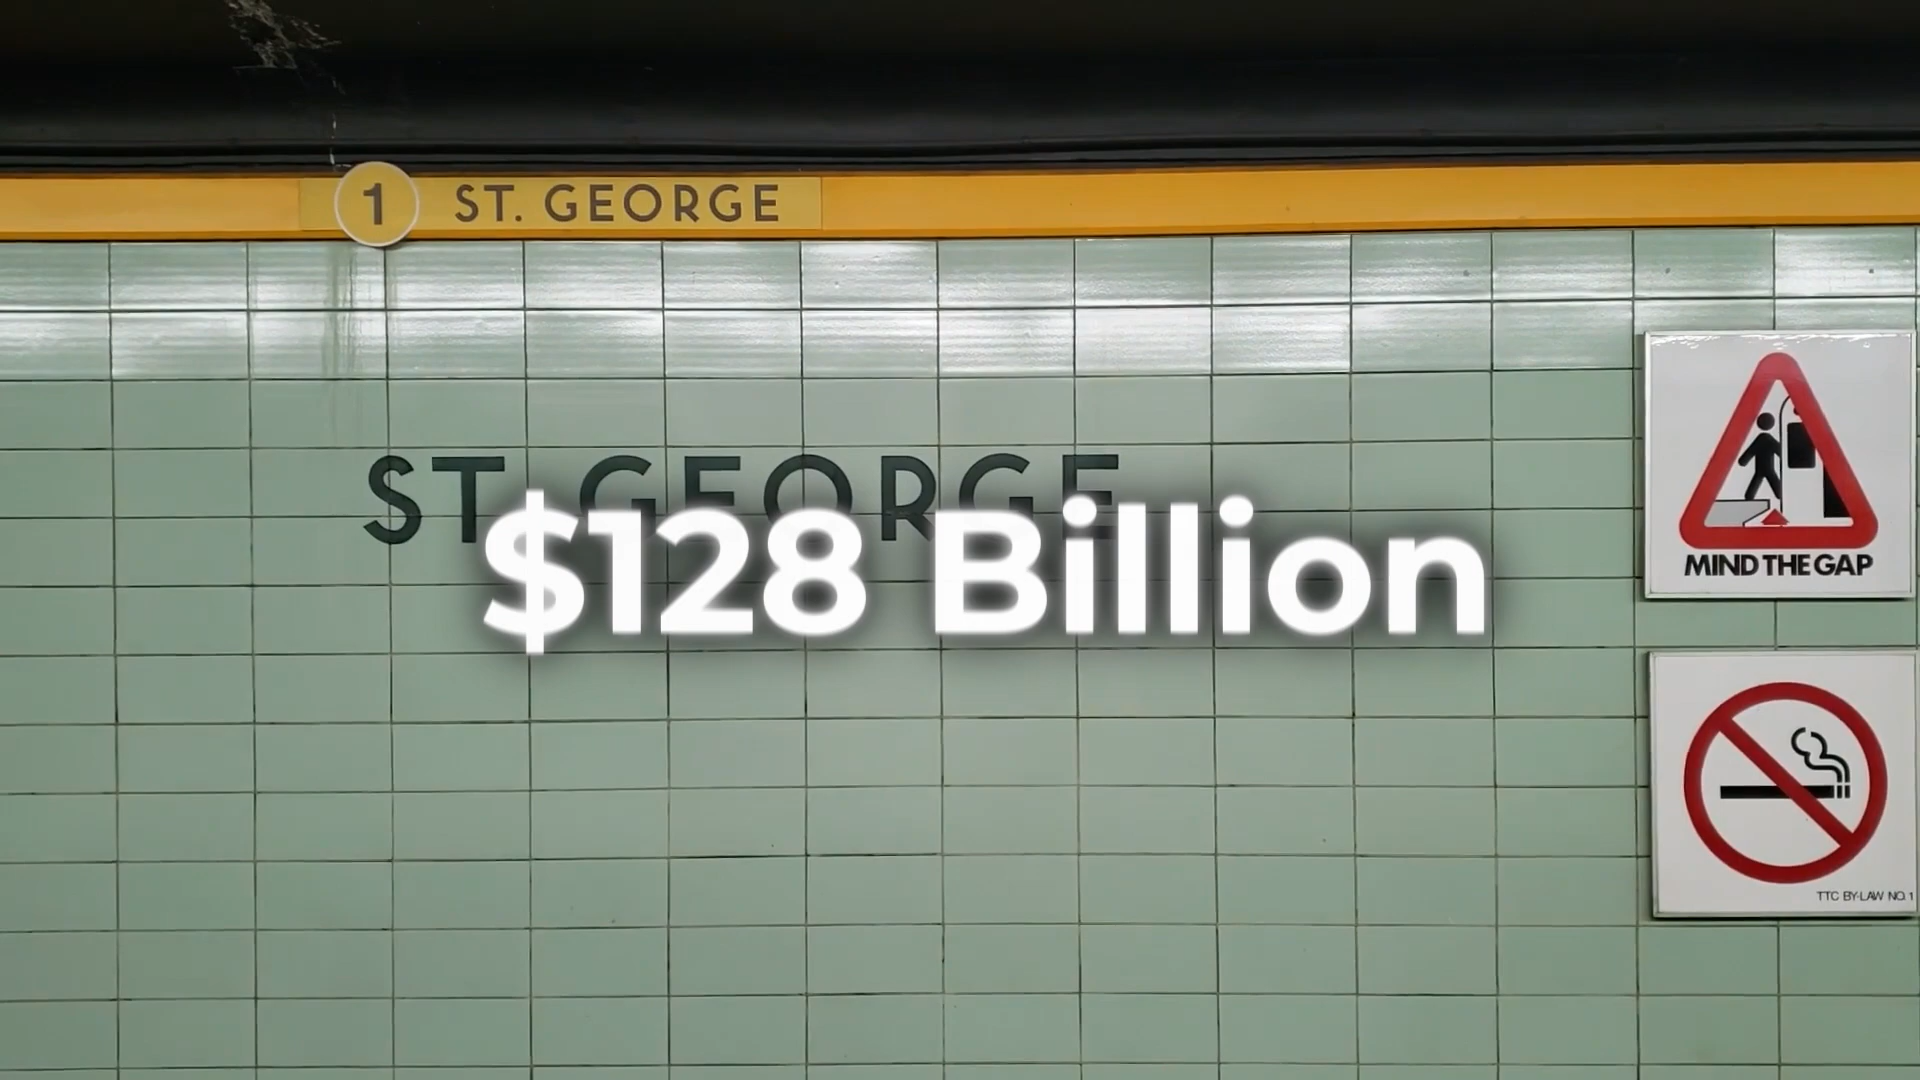 1 ST. GEORGE
ST GEORGE
$128 Billion
MIND THE GAP
TTC BY-LAW NO. 1